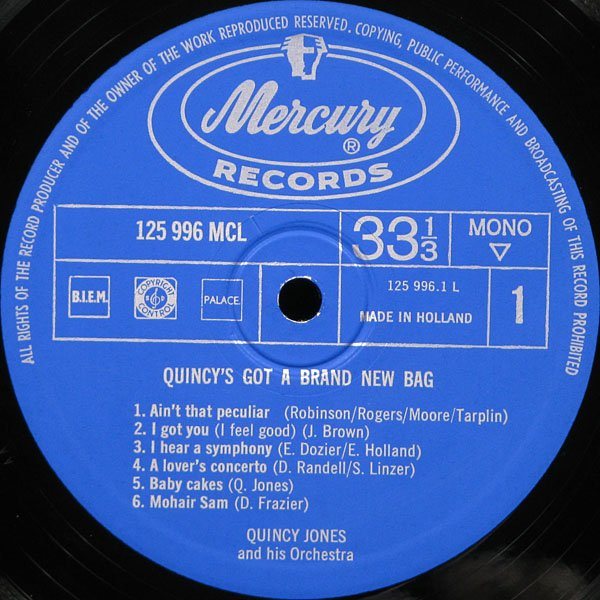 ALL RIGHTS OF THE RECORD PRODUCER AND OF THE OWNER OF THE WORK REPRODUCED RESERVED. COPYING, PUBLIC PERFORMANCE AND BROADCASTING OF THIS RECORD PROHIBITED
Mercury
®
RECORDS
125 996 MCL
33 1/3
MONO
B.I.E.M.
COPYRIGHT
CONTROL
PALACE.
125 996.1 L
MADE IN HOLLAND
1
QUINCY'S GOT A BRAND NEW BAG
1. Ain't that peculiar (Robinson/Rogers/Moore/Tarplin)
2. I got you (I feel good) (J. Brown)
3. I hear a symphony (E. Dozier/E. Holland)
4. A lover's concerto (D. Randell/S. Linzer)
5. Baby cakes (Q. Jones)
6. Mohair Sam (D. Frazier)
QUINCY JONES
and his Orchestra